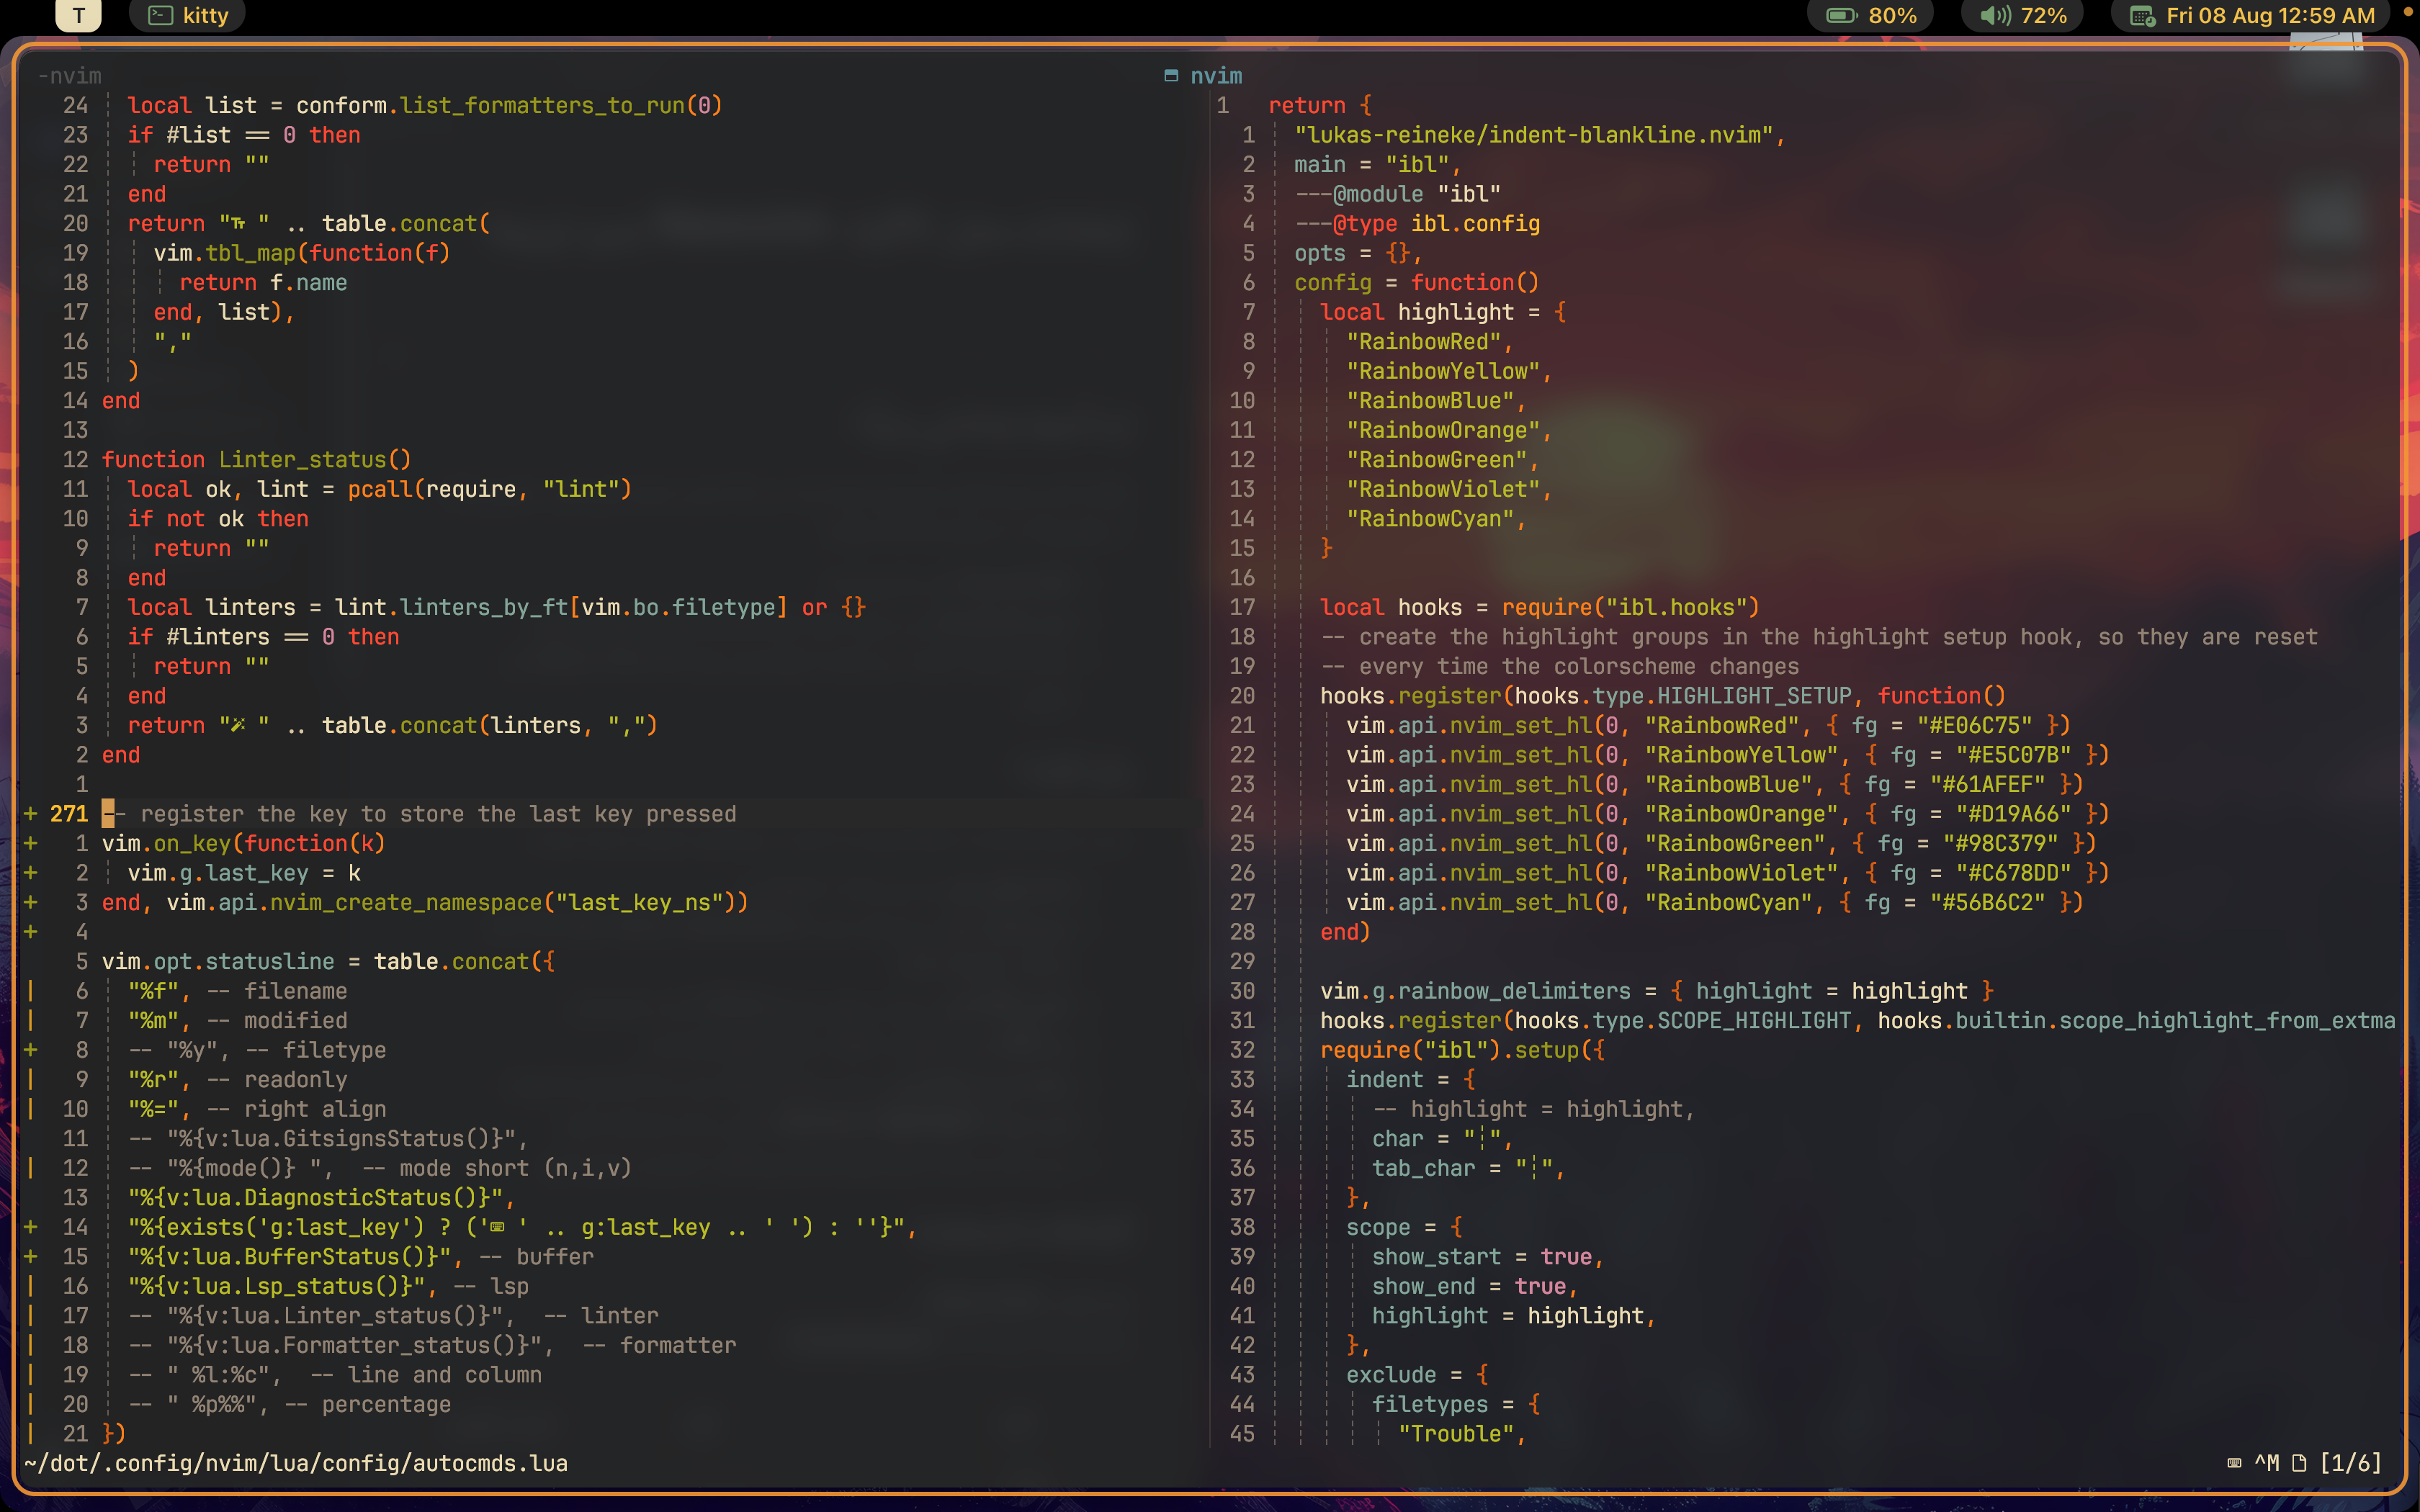 T kitty 80% 72% Fri 08 Aug 12:59 AM
-nvim nvim
24 local list = conform.list_formatters_to_run(0)
23 if #list == 0 then
22 return ""
21 end
20 return " " .. table.concat(
19 vim.tbl_map(function(f)
18 return f.name
17 end, list),
16 ","
15 )
14 end
13
12 function Linter_status()
11 local ok, lint = pcall(require, "lint")
10 if not ok then
9 return ""
8 end
7 local linters = lint.linters_by_ft[vim.bo.filetype] or {}
6 if #linters == 0 then
5 return ""
4 end
3 return " " .. table.concat(linters, ",")
2 end
1
+ 271 -- register the key to store the last key pressed
+ 1 vim.on_key(function(k)
+ 2 vim.g.last_key = k
+ 3 end, vim.api.nvim_create_namespace("last_key_ns"))
+ 4
5 vim.opt.statusline = table.concat({
6 "%f", -- filename
7 "%m", -- modified
+ 8 -- "%y", -- filetype
9 "%r", -- readonly
10 "%=", -- right align
11 -- "%{v:lua.GitsignsStatus()}",
12 -- "%{mode()} ", -- mode short (n,i,v)
13 "%{v:lua.DiagnosticStatus()}",
+ 14 "%{exists('g:last_key') ? ('⌨ ' .. g:last_key .. ' ') : ''}",
+ 15 "%{v:lua.BufferStatus()}", -- buffer
16 "%{v:lua.Lsp_status()}", -- lsp
17 -- "%{v:lua.Linter_status()}", -- linter
18 -- "%{v:lua.Formatter_status()}", -- formatter
19 -- " %l:%c", -- line and column
20 -- " %p%%", -- percentage
21 })
1 return {
1 "lukas-reineke/indent-blankline.nvim",
2 main = "ibl",
3 ---@module "ibl"
4 ---@type ibl.config
5 opts = {},
6 config = function()
7 local highlight = {
8 "RainbowRed",
9 "RainbowYellow",
10 "RainbowBlue",
11 "RainbowOrange",
12 "RainbowGreen",
13 "RainbowViolet",
14 "RainbowCyan",
15 }
16
17 local hooks = require("ibl.hooks")
18 -- create the highlight groups in the highlight setup hook, so they are reset
19 -- every time the colorscheme changes
20 hooks.register(hooks.type.HIGHLIGHT_SETUP, function()
21 vim.api.nvim_set_hl(0, "RainbowRed", { fg = "#E06C75" })
22 vim.api.nvim_set_hl(0, "RainbowYellow", { fg = "#E5C07B" })
23 vim.api.nvim_set_hl(0, "RainbowBlue", { fg = "#61AFEF" })
24 vim.api.nvim_set_hl(0, "RainbowOrange", { fg = "#D19A66" })
25 vim.api.nvim_set_hl(0, "RainbowGreen", { fg = "#98C379" })
26 vim.api.nvim_set_hl(0, "RainbowViolet", { fg = "#C678DD" })
27 vim.api.nvim_set_hl(0, "RainbowCyan", { fg = "#56B6C2" })
28 end)
29
30 vim.g.rainbow_delimiters = { highlight = highlight }
31 hooks.register(hooks.type.SCOPE_HIGHLIGHT, hooks.builtin.scope_highlight_from_extma
32 require("ibl").setup({
33 indent = {
34 -- highlight = highlight,
35 char = "┊",
36 tab_char = "┊",
37 },
38 scope = {
39 show_start = true,
40 show_end = true,
41 highlight = highlight,
42 },
43 exclude = {
44 filetypes = {
45 "Trouble",
~/dot/.config/nvim/lua/config/autocmds.lua ⌨ ^M [1/6]